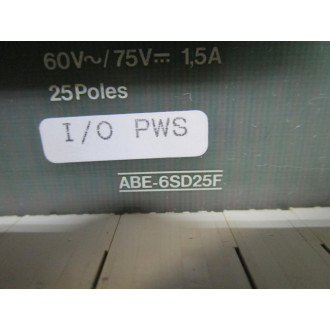 60V~/75V⎓ 1,5A
25Poles
I/O PWS
ABE-6SD25F